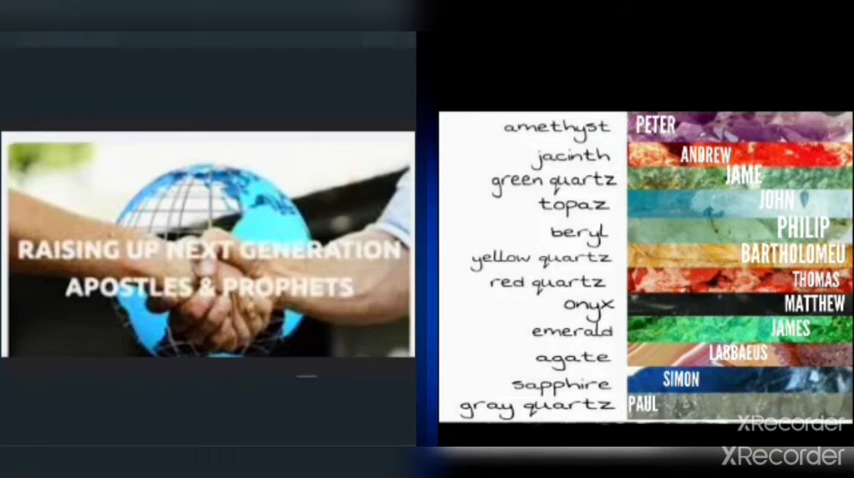 RAISING UP NEXT GENERATION
APOSTLES & PROPHETS
amethyst PETER
jacinth ANDREW
green quartz JAME
topaz JOHN
beryl PHILIP
yellow quartz BARTHOLOMEU
red quartz THOMAS
onyx MATTHEW
emerald JAMES
agate LABBAEUS
sapphire SIMON
gray quartz PAUL
XRecorder
XRecorder